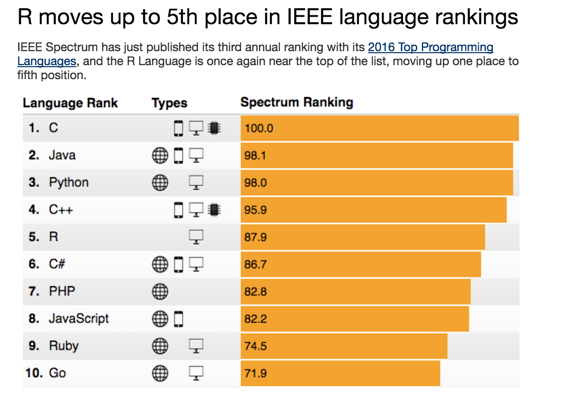 R moves up to 5th place in IEEE language rankings
IEEE Spectrum has just published its third annual ranking with its 2016 Top Programming
Languages, and the R Language is once again near the top of the list, moving up one place to
fifth position.
Language Rank Types Spectrum Ranking
1. C 100.0
2. Java 98.1
3. Python 98.0
4. C++ 95.9
5. R 87.9
6. C# 86.7
7. PHP 82.8
8. JavaScript 82.2
9. Ruby 74.5
10. Go 71.9